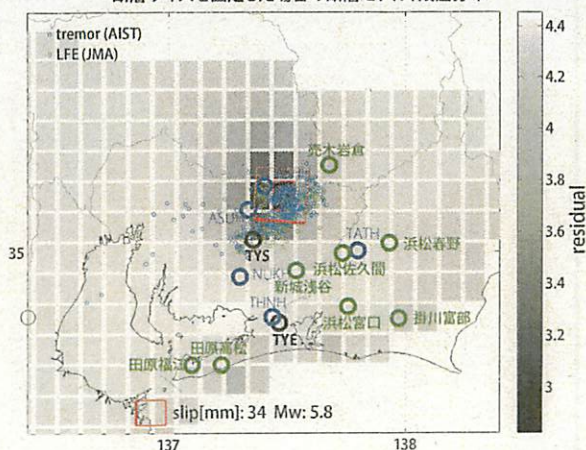 tremor (AIST)
LFE (JMA)
売木岩倉
ASU
TYS
TATH
浜松春野
浜松佐久間
NUKT
新城浅谷
THNH
浜松宮口
掛川富部
TYE
田原高松
田原福江
slip[mm]: 34 Mw: 5.8
35
137
138
4.4
4.2
4
3.8
3.6
3.4
3.2
3
residual